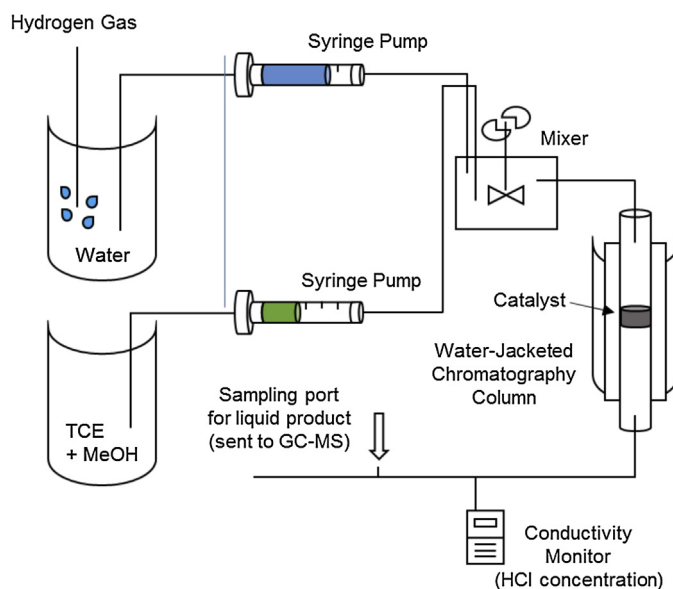 Hydrogen Gas
Syringe Pump
Mixer
Water
Syringe Pump
Catalyst
Water-Jacketed
Chromatography
Column
TCE
+ MeOH
Sampling port
for liquid product
(sent to GC-MS)
Conductivity
Monitor
(HCl concentration)